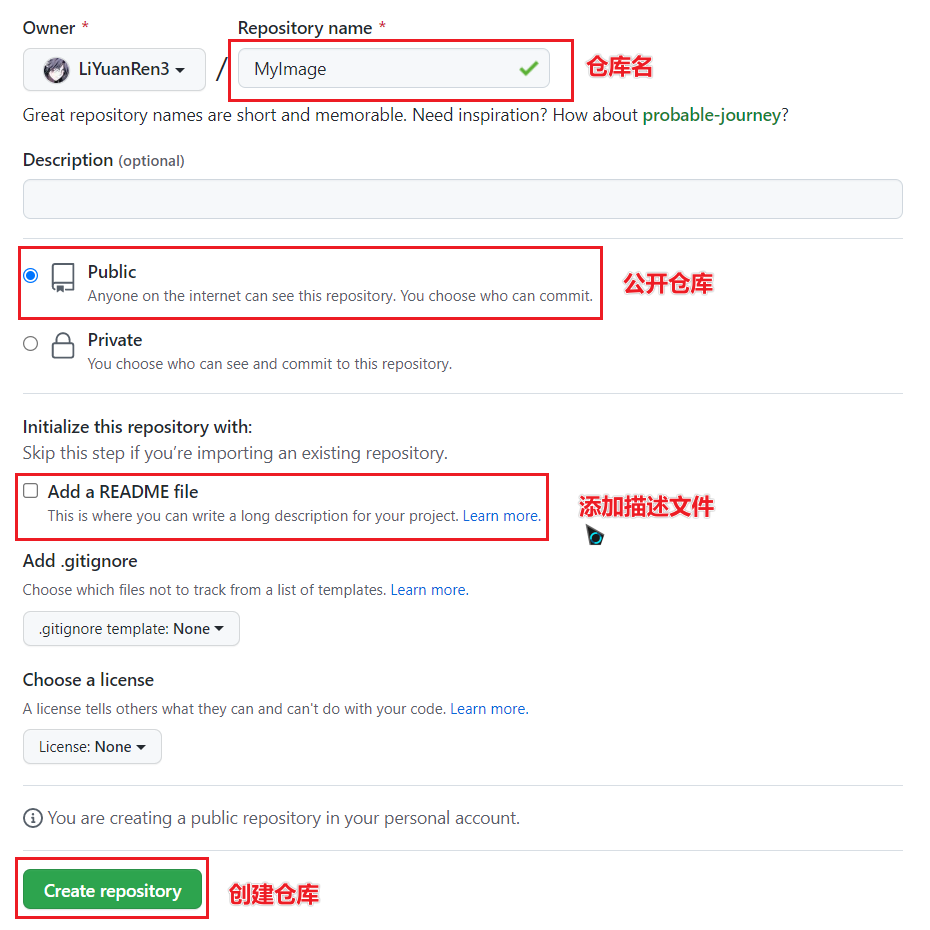 Owner *
Repository name *
LiYuanRen3 / MyImage 仓库名
Great repository names are short and memorable. Need inspiration? How about probable-journey?
Description (optional)
Public
Anyone on the internet can see this repository. You choose who can commit.
公开仓库
Private
You choose who can see and commit to this repository.
Initialize this repository with:
Skip this step if you’re importing an existing repository.
Add a README file
This is where you can write a long description for your project. Learn more.
添加描述文件
Add .gitignore
Choose which files not to track from a list of templates. Learn more.
.gitignore template: None
Choose a license
A license tells others what they can and can't do with your code. Learn more.
License: None
You are creating a public repository in your personal account.
Create repository
创建仓库